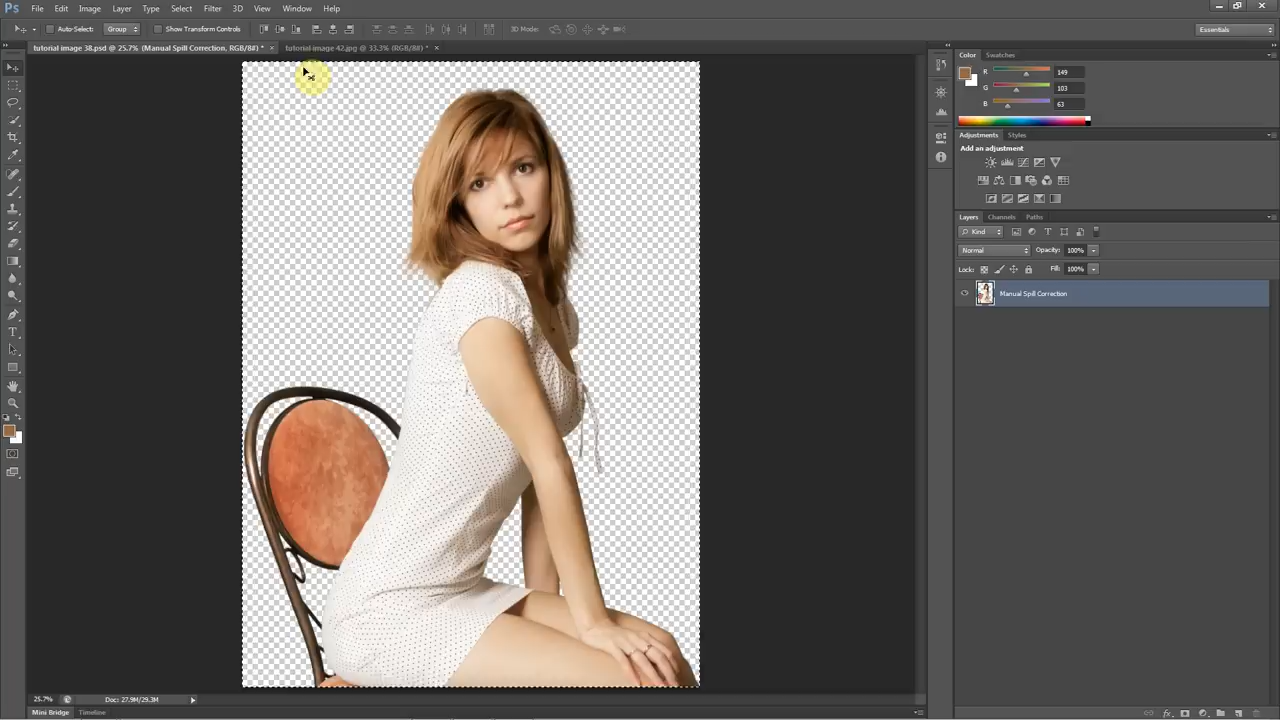 Ps File Edit Image Layer Type Select Filter 3D View Window Help
Auto-Select: Group Show Transform Controls 3D Mode: Essentials
tutorial image 38.psd @ 25.7% (Manual Spill Correction, RGB/8#) * × tutorial image 42.jpg @ 33.3% (RGB/8#) * ×
Color Swatches
R 149
G 103
B 63
Adjustments Styles
Add an adjustment
Layers Channels Paths
Kind
Normal Opacity: 100%
Lock: Fill: 100%
Manual Spill Correction
25.7% Doc: 27.9M/29.3M
Mini Bridge Timeline